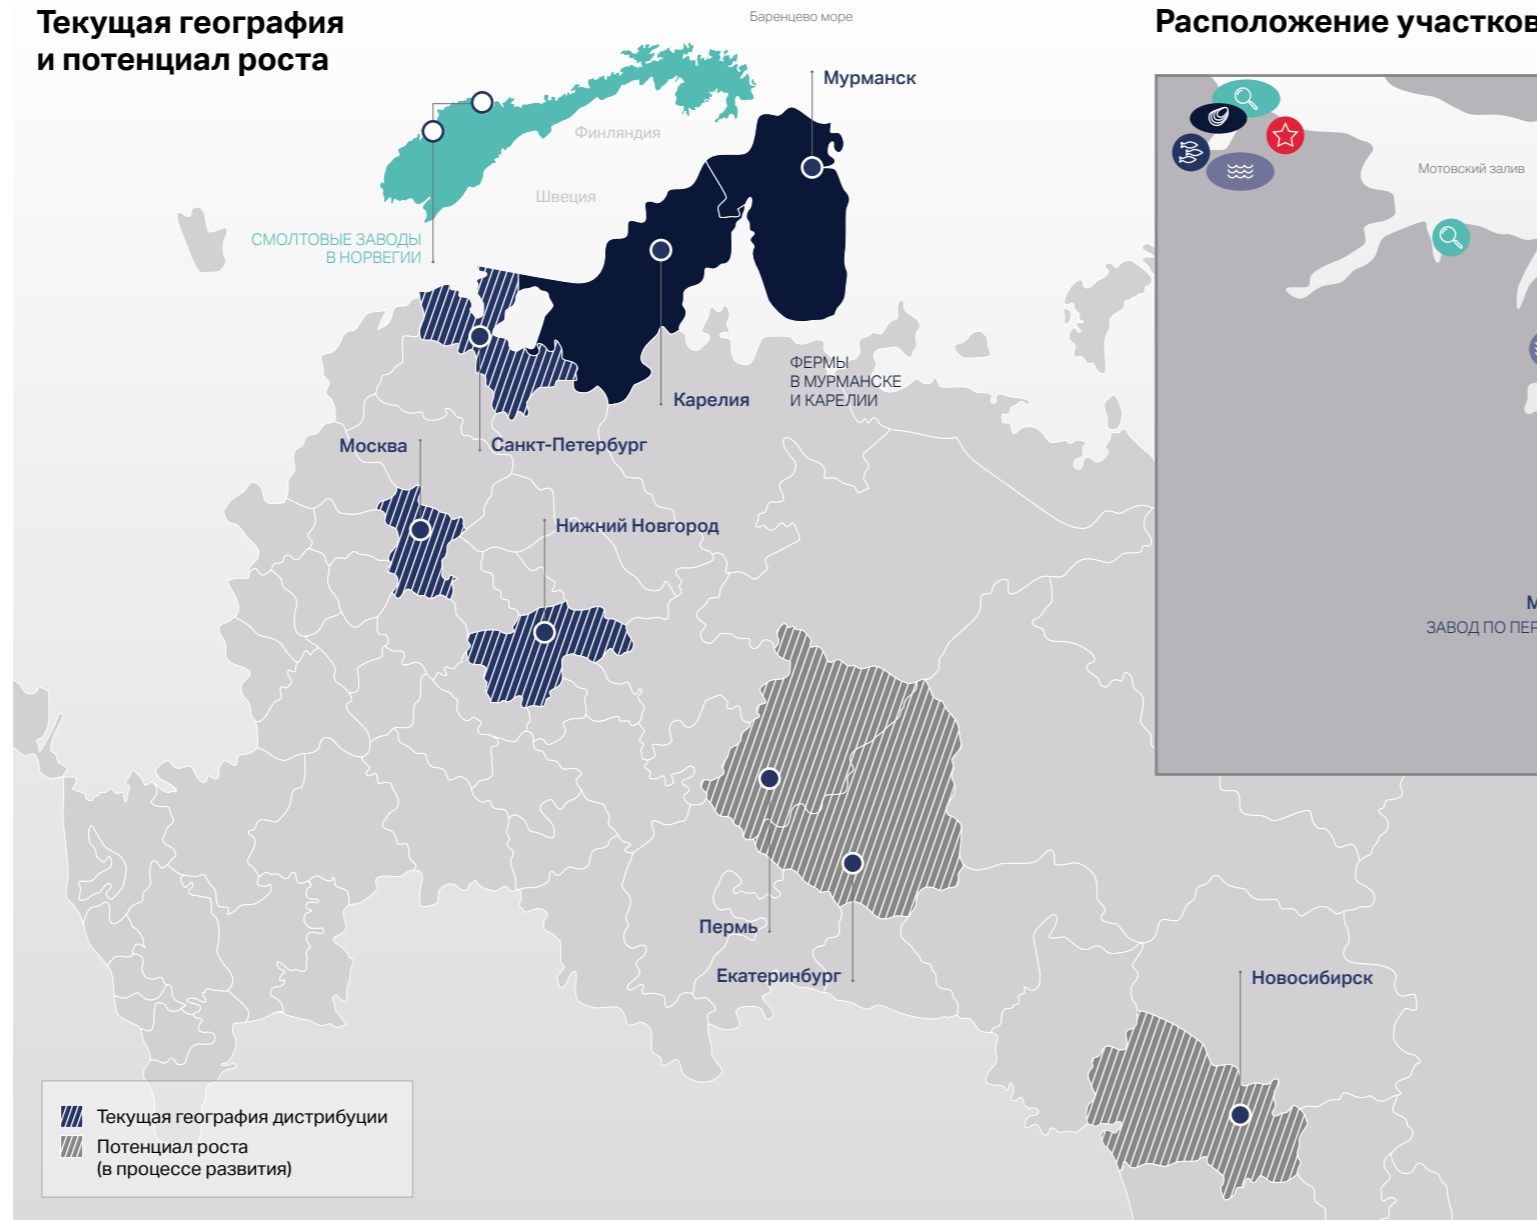 Текущая география
и потенциал роста
Баренцево море
Расположение участков
Мурманск
Финляндия
Швеция
Мотовский залив
СМОЛТОВЫЕ ЗАВОДЫ
В НОРВЕГИИ
ФЕРМЫ
В МУРМАНСКЕ
И КАРЕЛИИ
Карелия
Москва
Санкт-Петербург
Нижний Новгород
ЗАВОД ПО
Пермь
Екатеринбург
Новосибирск
Текущая география дистрибуции
Потенциал роста
(в процессе развития)